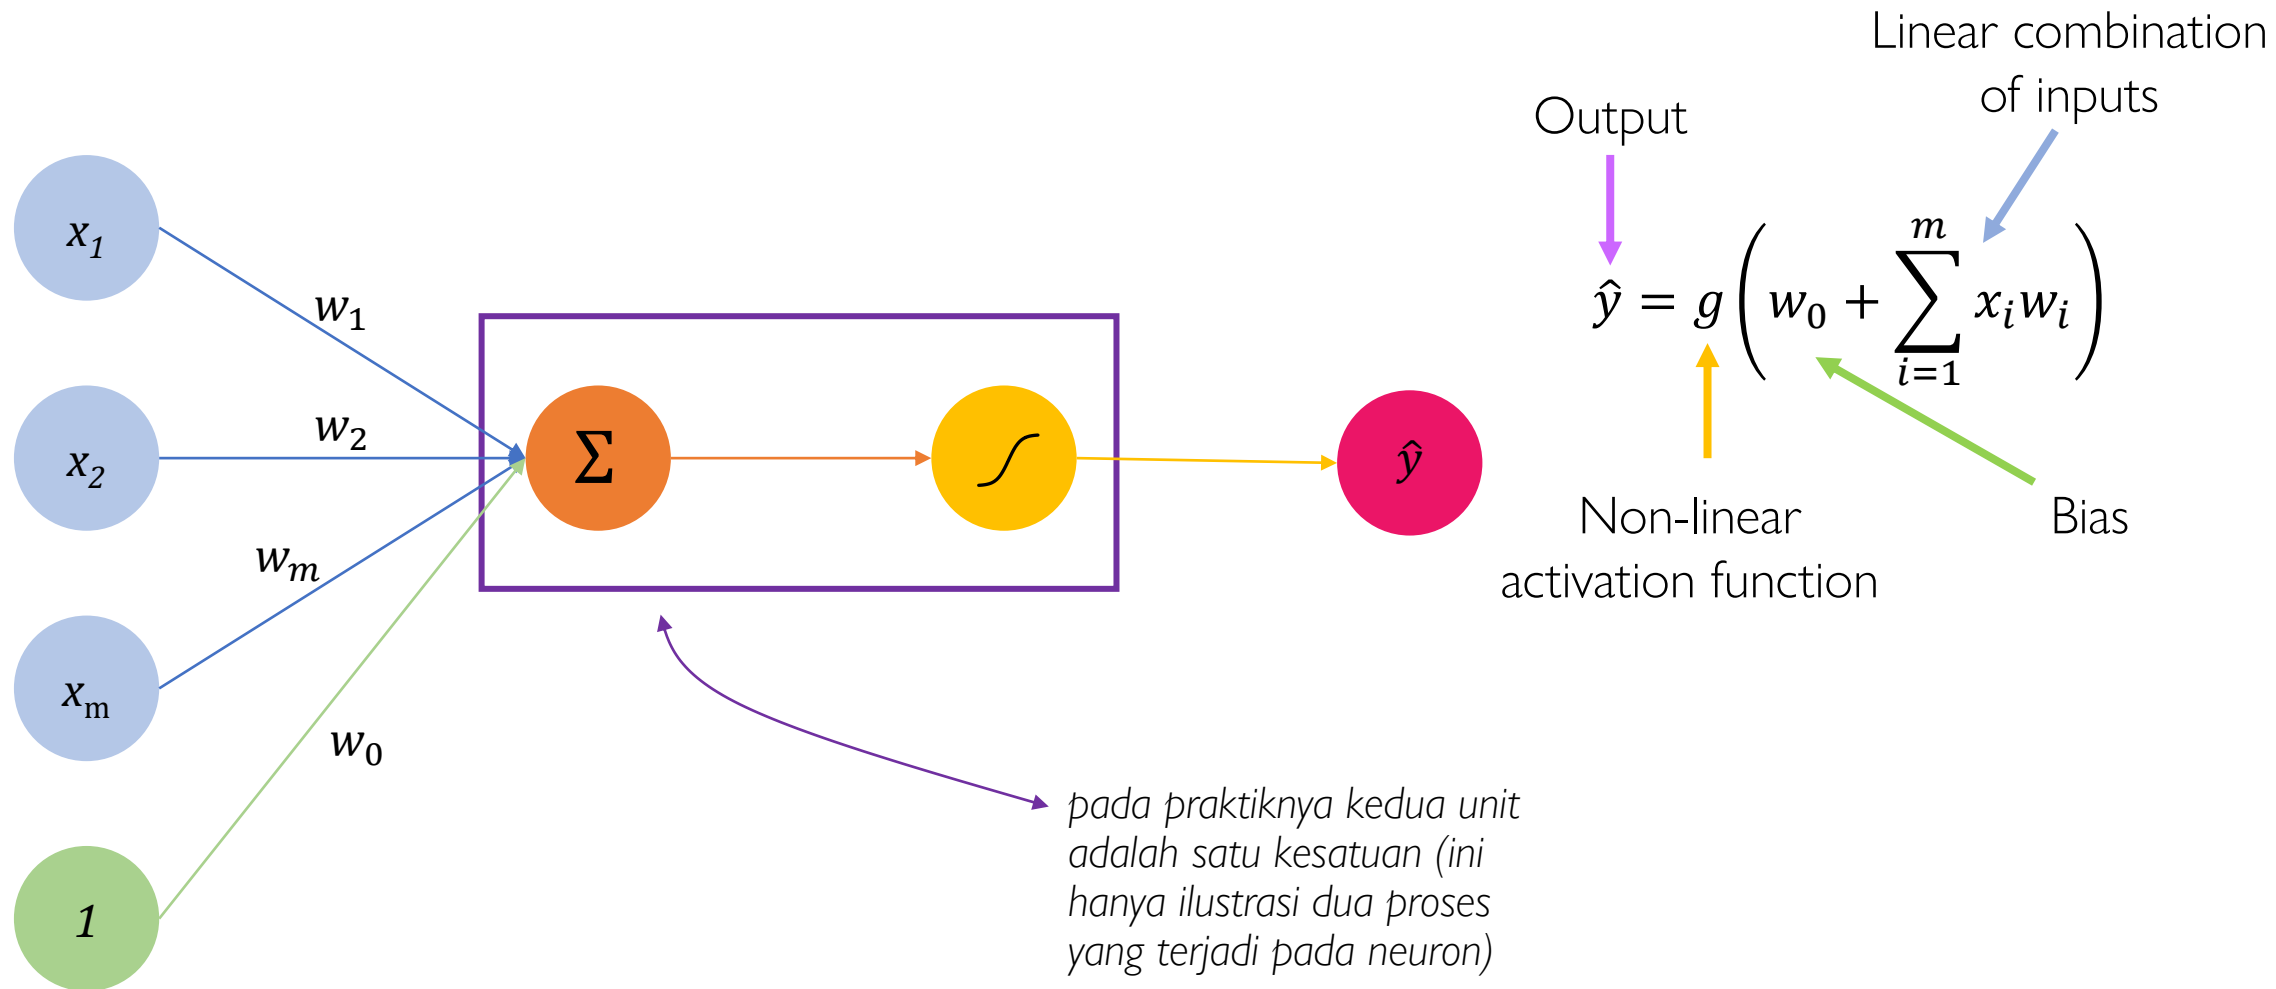 x₁
x₂
xₘ
1
w₁
w₂
wₘ
w₀
Σ
ŷ
Output
Linear combination
of inputs
ŷ = g(w₀ + ∑ᵢ₌₁ᵐ xᵢwᵢ)
Non-linear
activation function
Bias
pada praktiknya kedua unit
adalah satu kesatuan (ini
hanya ilustrasi dua proses
yang terjadi pada neuron)